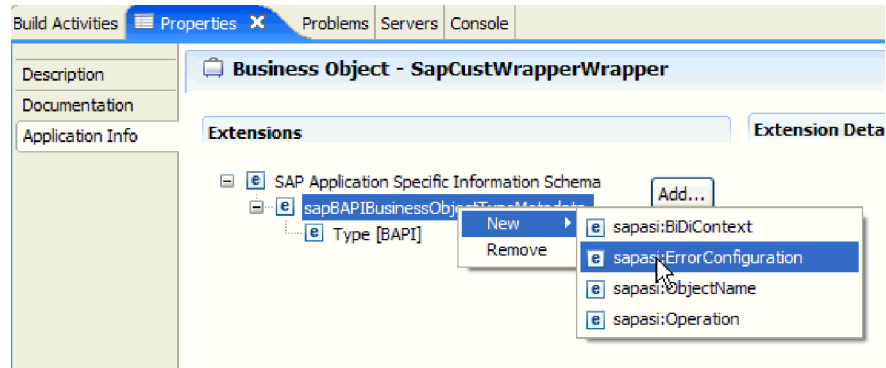 Build Activities Properties Problems Servers Console
Description
Documentation
Application Info
Business Object - SapCustWrapperWrapper
Extensions
Extension Deta
SAP Application Specific Information Schema
Add...
sapBAPIBusinessObjectTypeMetadata
Type [BAPI]
New
Remove
sapasi:BiDiContext
sapasi:ErrorConfiguration
sapasi:ObjectName
sapasi:Operation